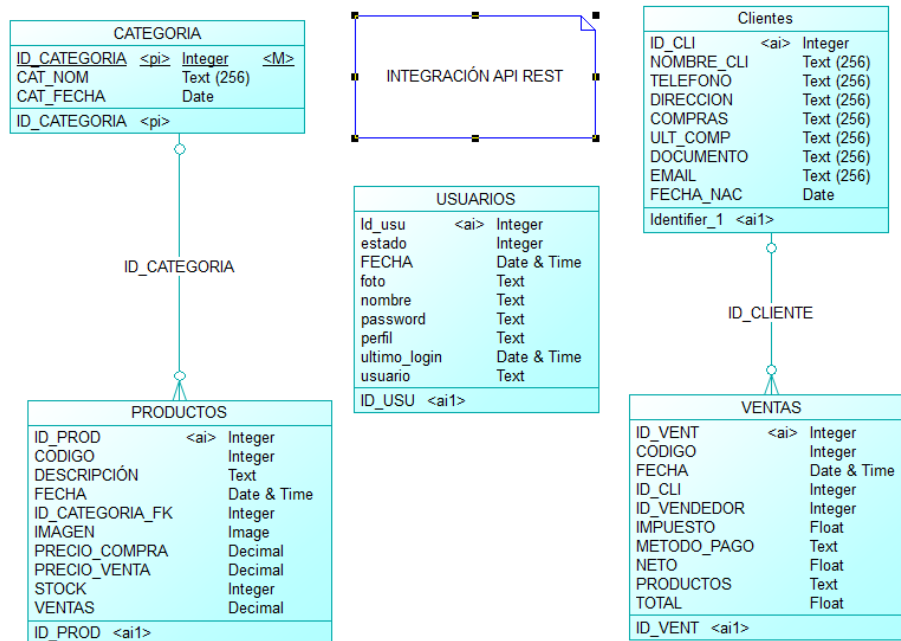 CATEGORIA
ID_CATEGORIA <pi> Integer <M>
CAT_NOM Text (256)
CAT_FECHA Date
ID_CATEGORIA <pi>
INTEGRACIÓN API REST
Clientes
ID_CLI <ai> Integer
NOMBRE_CLI Text (256)
TELEFONO Text (256)
DIRECCION Text (256)
COMPRAS Text (256)
ULT_COMP Text (256)
DOCUMENTO Text (256)
EMAIL Text (256)
FECHA_NAC Date
Identifier_1 <ai1>
USUARIOS
Id_usu <ai> Integer
estado Integer
FECHA Date & Time
foto Text
nombre Text
password Text
perfil Text
ultimo_login Date & Time
usuario Text
ID_USU <ai1>
ID_CATEGORIA
ID_CLIENTE
PRODUCTOS
ID_PROD <ai> Integer
CODIGO Integer
DESCRIPCIÓN Text
FECHA Date & Time
ID_CATEGORIA_FK Integer
IMAGEN Image
PRECIO_COMPRA Decimal
PRECIO_VENTA Decimal
STOCK Integer
VENTAS Decimal
ID_PROD <ai1>
VENTAS
ID_VENT <ai> Integer
CODIGO Integer
FECHA Date & Time
ID_CLI Integer
ID_VENDEDOR Integer
IMPUESTO Float
METODO_PAGO Text
NETO Float
PRODUCTOS Text
TOTAL Float
ID_VENT <ai1>